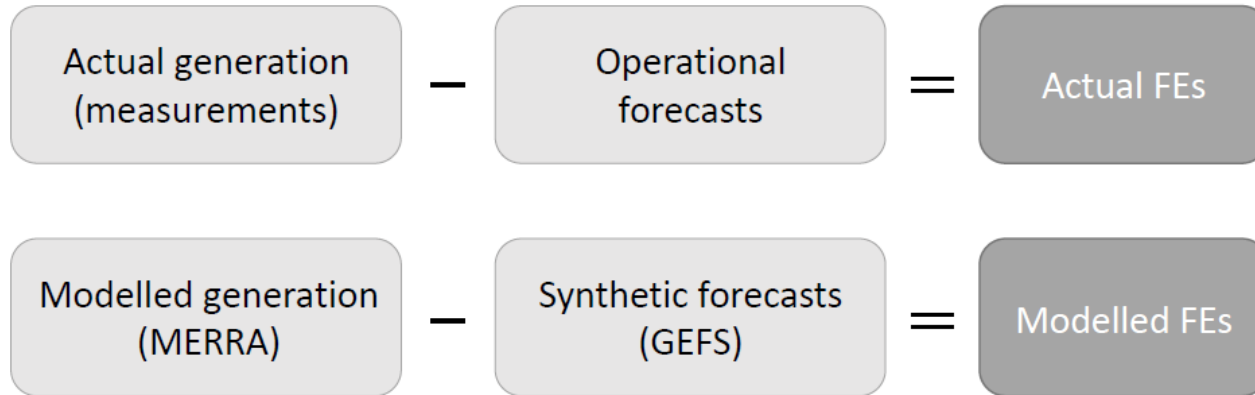 Actual generation
(measurements)
−
Operational
forecasts
=
Actual FEs
Modelled generation
(MERRA)
−
Synthetic forecasts
(GEFS)
=
Modelled FEs